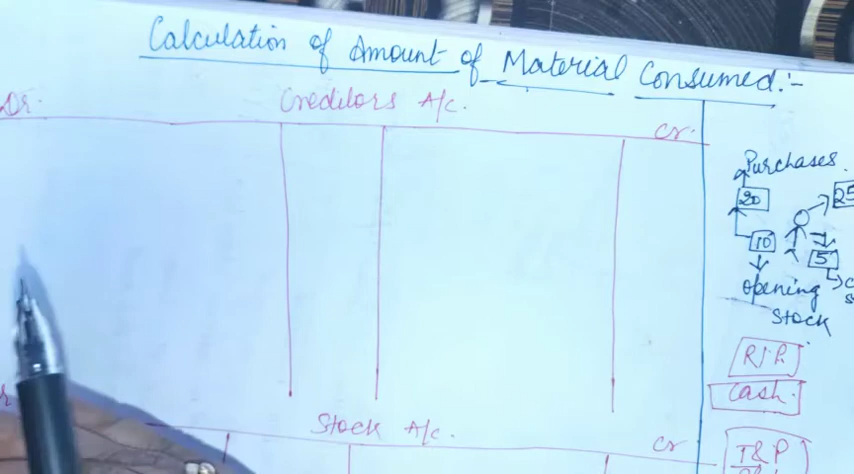 Calculation of Amount of Material Consumed:-
Dr. Creditors A/c. Cr.
Purchases.
20
25
10
5
Opening
Stock
R.P.
Cash.
Stock A/c. Cr
I&P